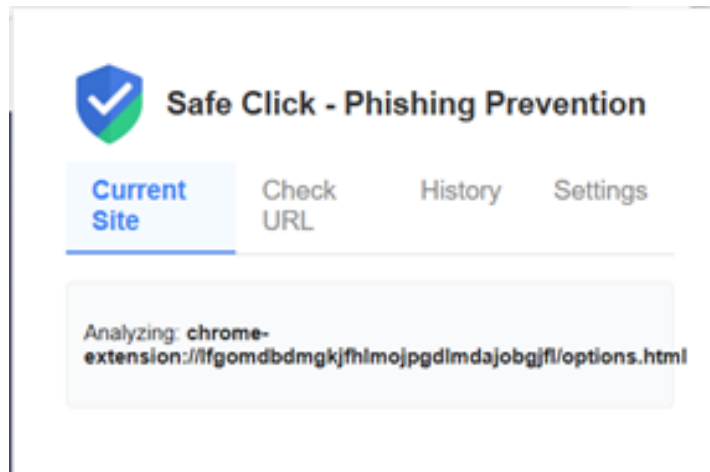 Safe Click - Phishing Prevention
Current Site
Check URL
History
Settings
Analyzing: chrome-
extension://lfgomdbdmgkjfhlmojpgdlmdajobgjfl/options.html